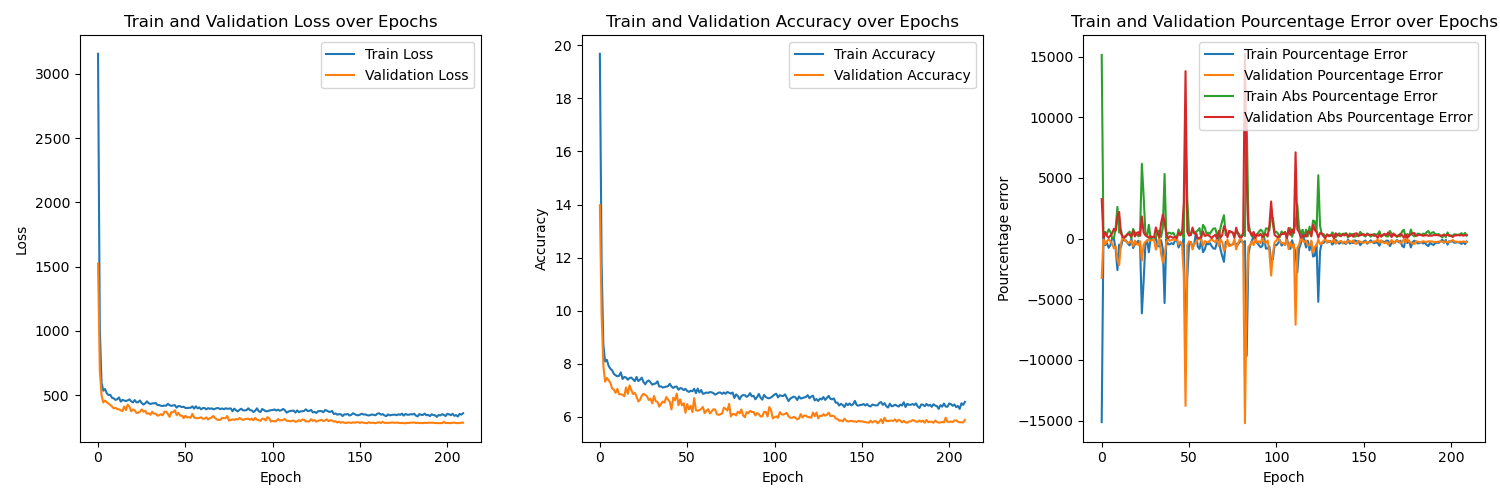 Train and Validation Loss over Epochs
Train Loss
Validation Loss
Loss
3000
2500
2000
1500
1000
500
0 50 100 150 200
Epoch
Train and Validation Accuracy over Epochs
Train Accuracy
Validation Accuracy
Accuracy
20
18
16
14
12
10
8
6
0 50 100 150 200
Epoch
Train and Validation Pourcentage Error over Epochs
Train Pourcentage Error
Validation Pourcentage Error
Train Abs Pourcentage Error
Validation Abs Pourcentage Error
Pourcentage error
15000
10000
5000
0
−5000
−10000
−15000
0 50 100 150 200
Epoch